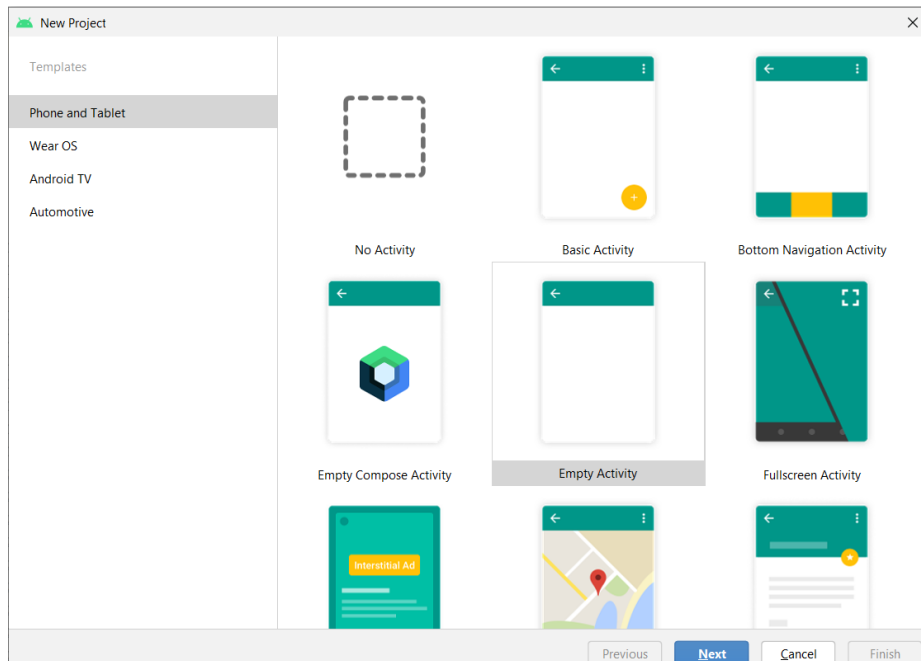 New Project
Templates
Phone and Tablet
Wear OS
Android TV
Automotive
No Activity
Basic Activity
Bottom Navigation Activity
Empty Compose Activity
Empty Activity
Fullscreen Activity
Interstitial Ad
Previous
Next
Cancel
Finish